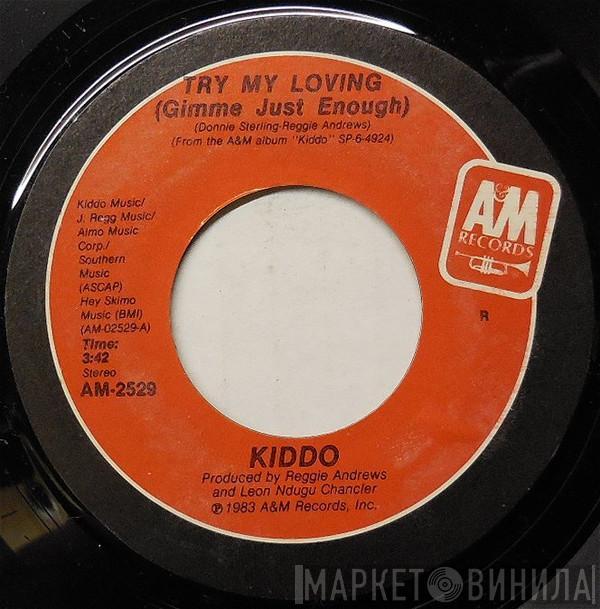 TRY MY LOVING
(Gimme Just Enough)
(Donnie Sterling-Reggie Andrews)
(From the A&M album "Kiddo" SP-6-4924)
Kiddo Music/
J. Regg Music/
Almo Music
Corp./
Southern
Music
(ASCAP)
Hey Skimo
Music (BMI)
(AM-02529-A)
Time:
3:42
Stereo
AM-2529
A&M
RECORDS
R
KIDDO
Produced by Reggie Andrews
and Leon Ndugu Chancler
℗ 1983 A&M Records, Inc.
МАРКЕТ ВИНИЛА